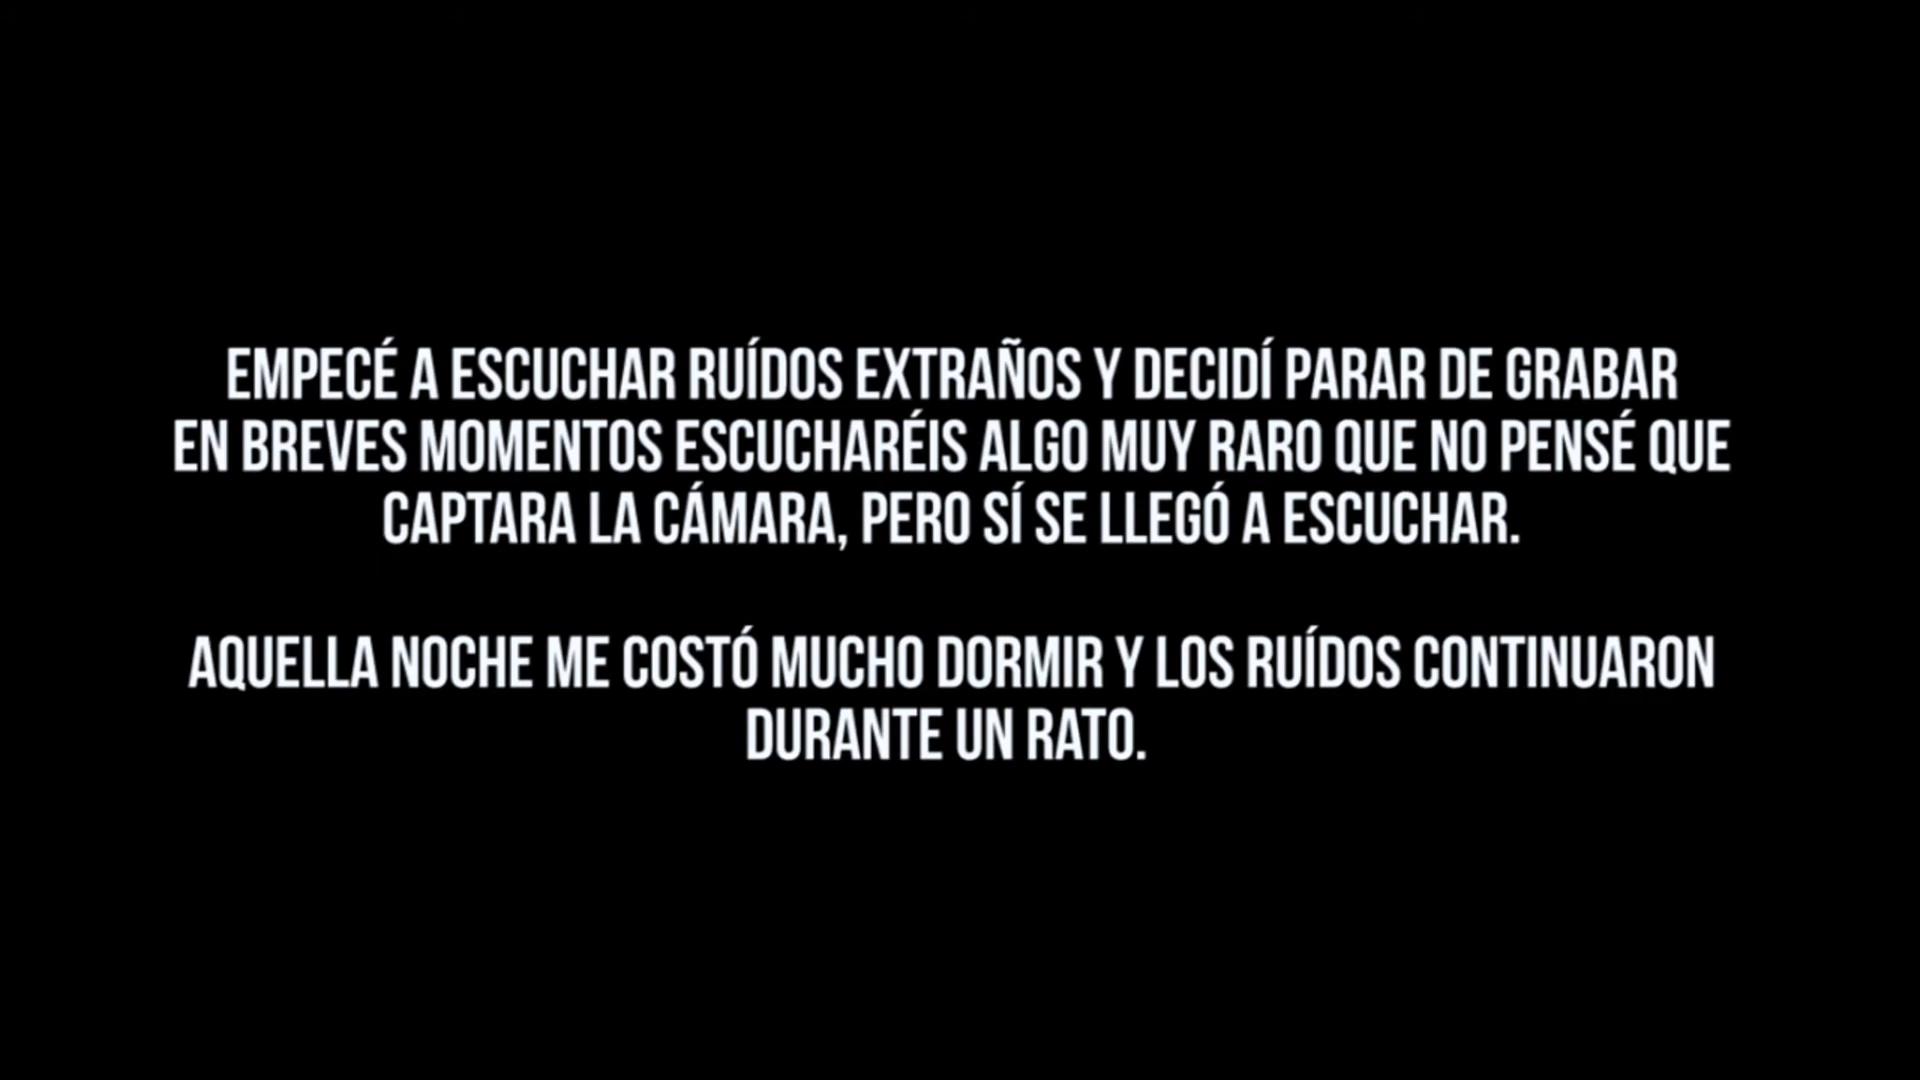 EMPECÉ A ESCUCHAR RUÍDOS EXTRAÑOS Y DECIDÍ PARAR DE GRABAR
EN BREVES MOMENTOS ESCUCHARÉIS ALGO MUY RARO QUE NO PENSÉ QUE
CAPTARA LA CÁMARA, PERO SÍ SE LLEGÓ A ESCUCHAR.
AQUELLA NOCHE ME COSTÓ MUCHO DORMIR Y LOS RUÍDOS CONTINUARON
DURANTE UN RATO.